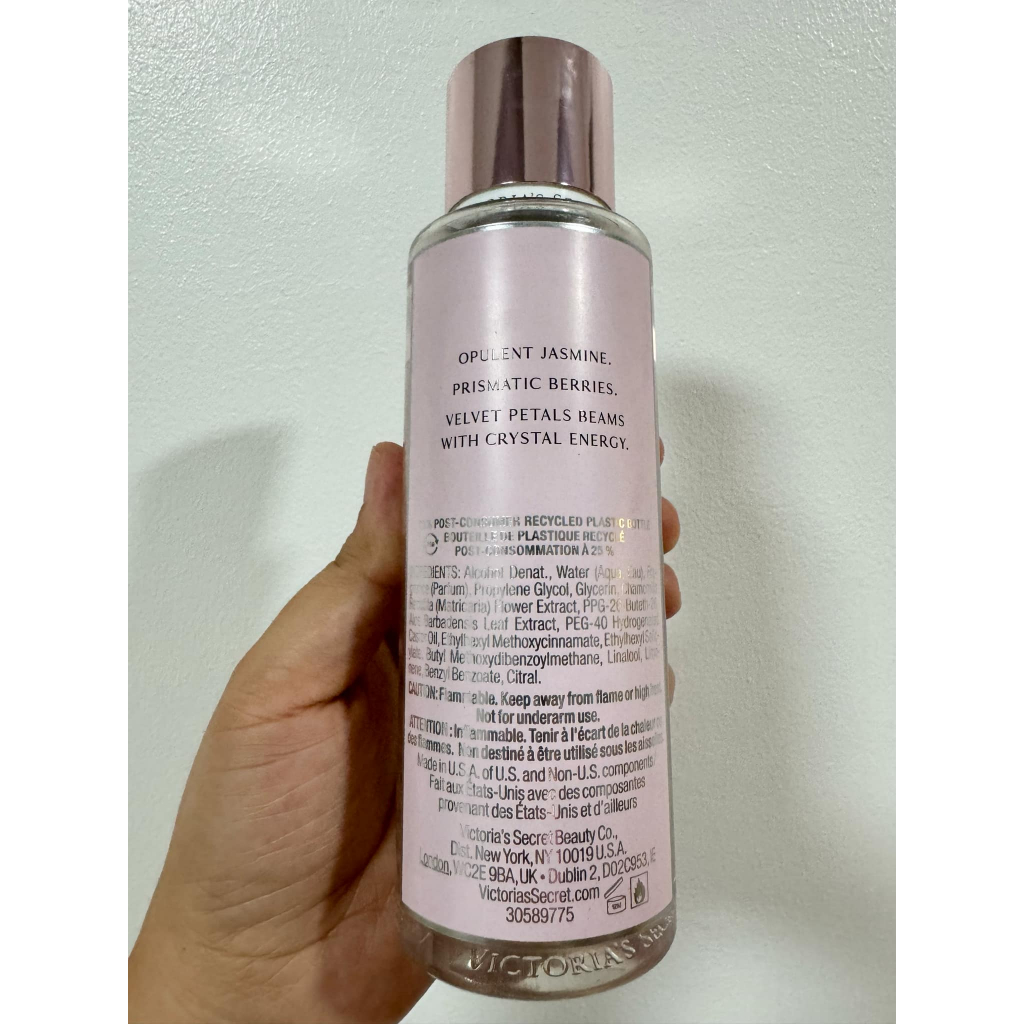 OPULENT JASMINE.
PRISMATIC BERRIES.
VELVET PETALS BEAMS
WITH CRYSTAL ENERGY.
POST-CONSUMER RECYCLED PLASTIC BOTTLE
BOUTEILLE DE PLASTIQUE RECYCLÉ
POST-CONSOMMATION À 25 %
INGREDIENTS: Alcohol Denat., Water
(Parfum), Propylene Glycol, Glycerin,
(Matricaria) Flower Extract, PPG-26
Barbadensis Leaf Extract, PEG-40
Castor Oil, Ethylhexyl Methoxycinnamate, Ethylhexyl
Butyl Methoxydibenzoylmethane, Linalool,
Benzyl Benzoate, Citral.
CAUTION: Flammable. Keep away from flame or high
Not for underarm use.
ATTENTION : Inflammable. Tenir à l'écart de la chaleur
des flammes. Non destiné à être utilisé sous les
Made in U.S.A. of U.S. and Non-U.S. components/
Fait aux États-Unis avec des composantes
provenant des États-Unis et d'ailleurs
Victoria's Secret Beauty Co.,
Dist. New York, NY 10019 U.S.A.
London, WC2E 9BA, UK • Dublin 2, D02C953, IE
VictoriasSecret.com
30589775
VICTORIA'S